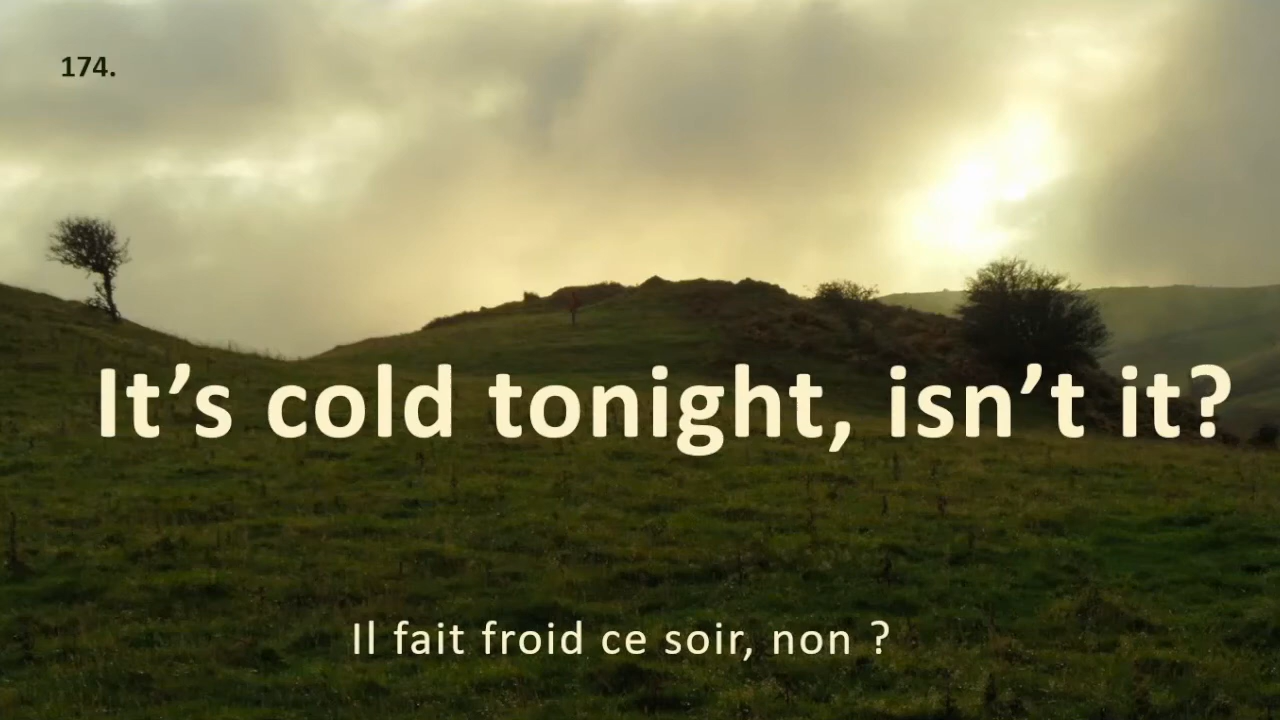 174.
It’s cold tonight, isn’t it?
Il fait froid ce soir, non ?